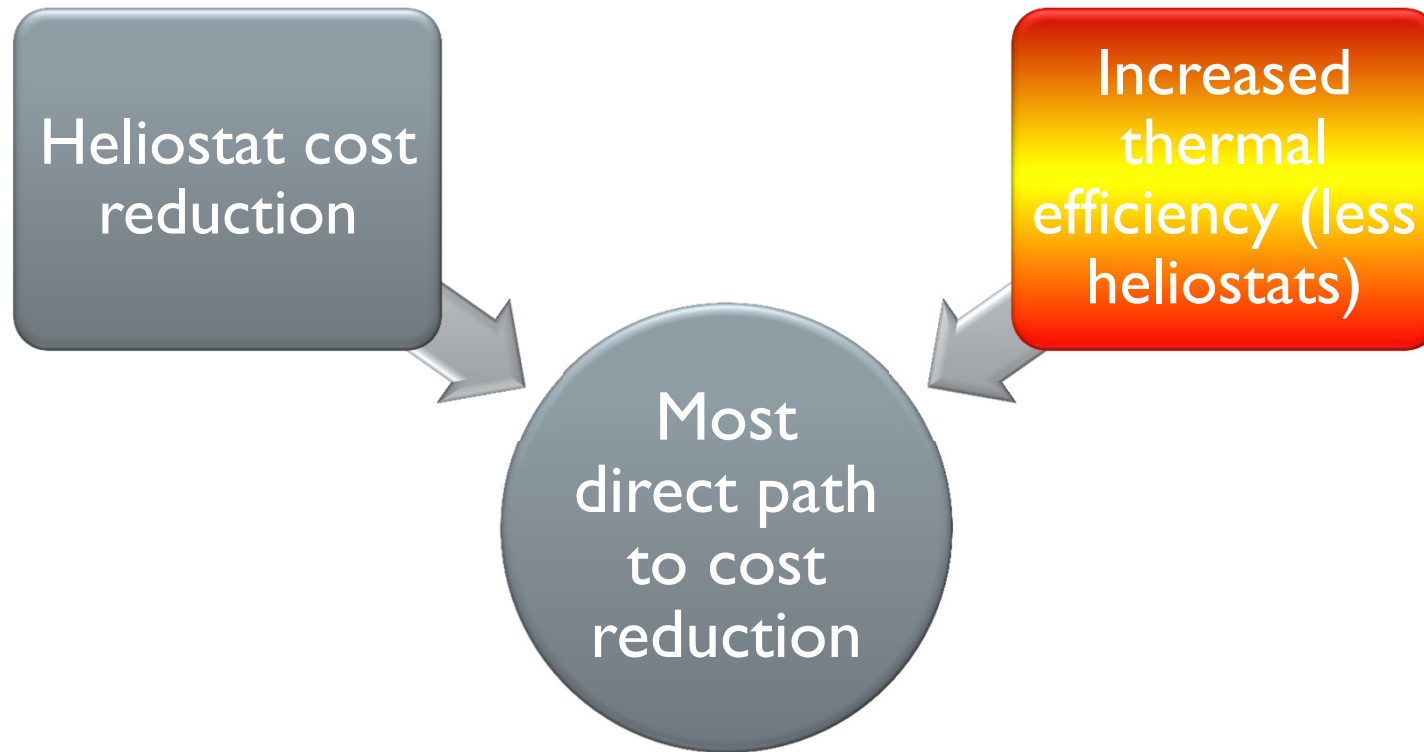 Heliostat cost
reduction
Increased
thermal
efficiency (less
heliostats)
Most
direct path
to cost
reduction